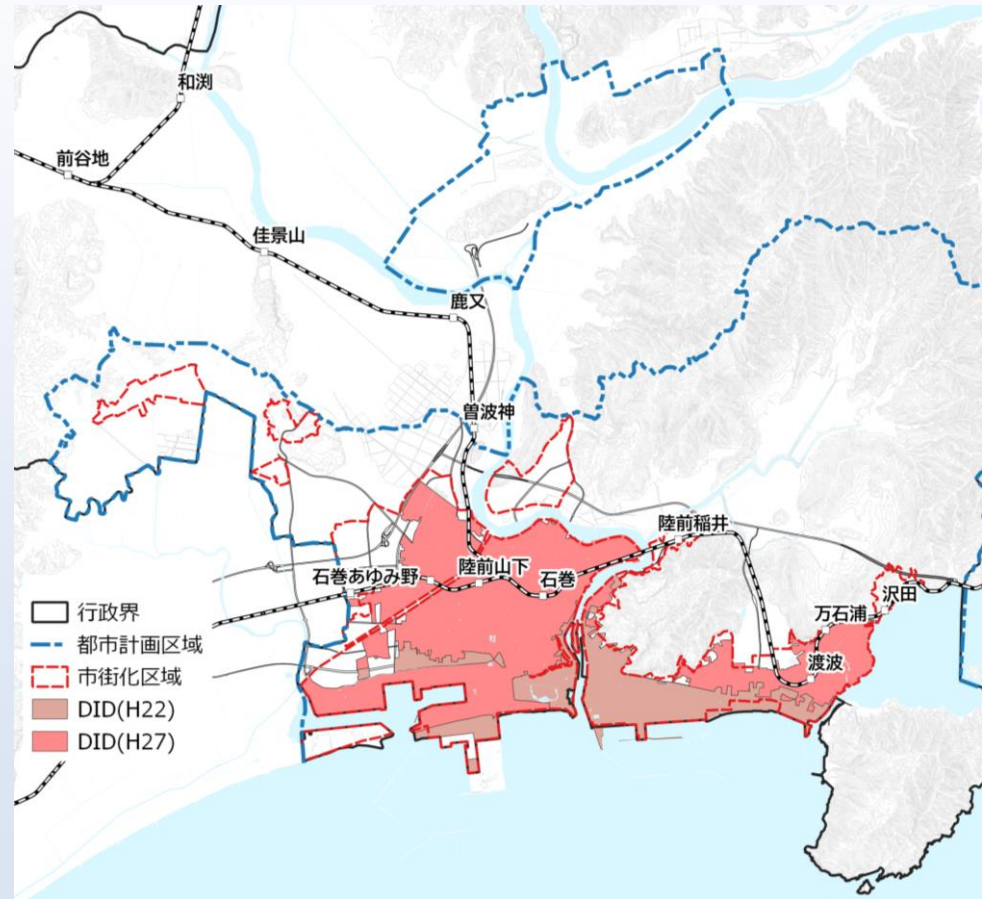 和渕
前谷地
佳景山
鹿又
曽波神
陸前稲井
石巻あゆみ野
陸前山下
石巻
沢田
万石浦
渡波
行政界
都市計画区域
市街化区域
DID(H22)
DID(H27)